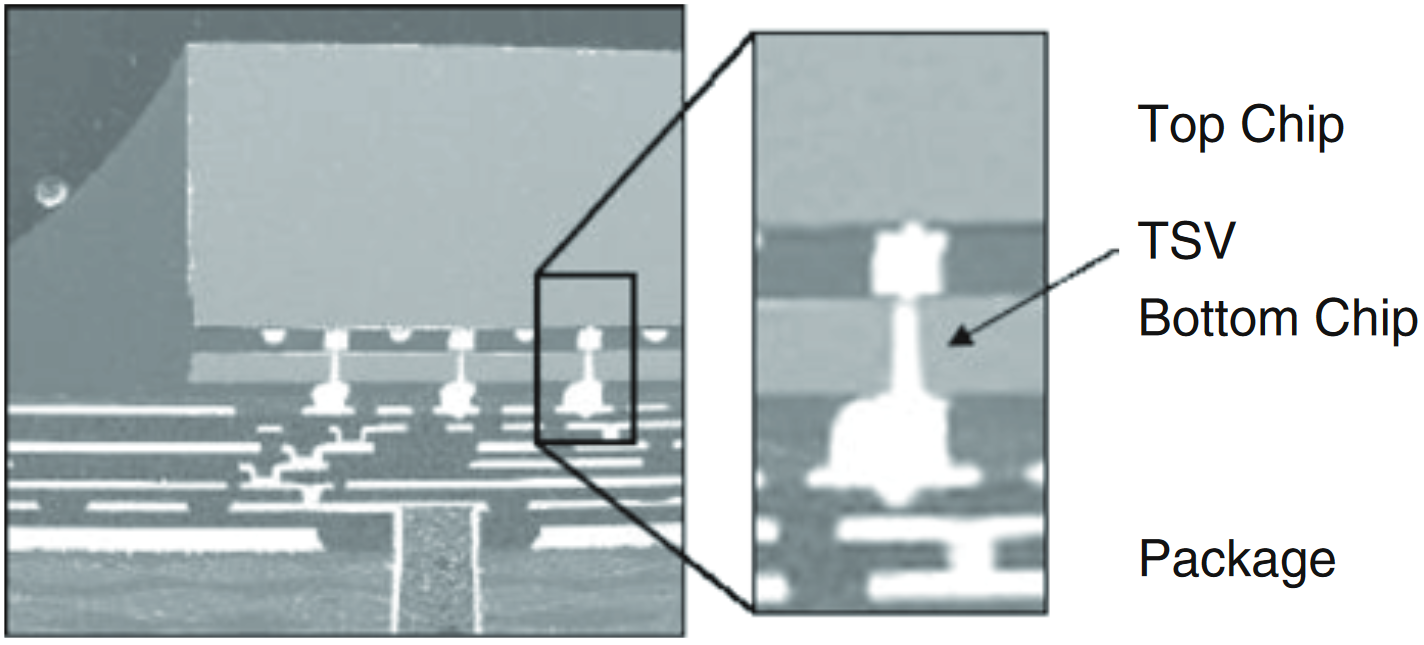 Top Chip
TSV
Bottom Chip
Package